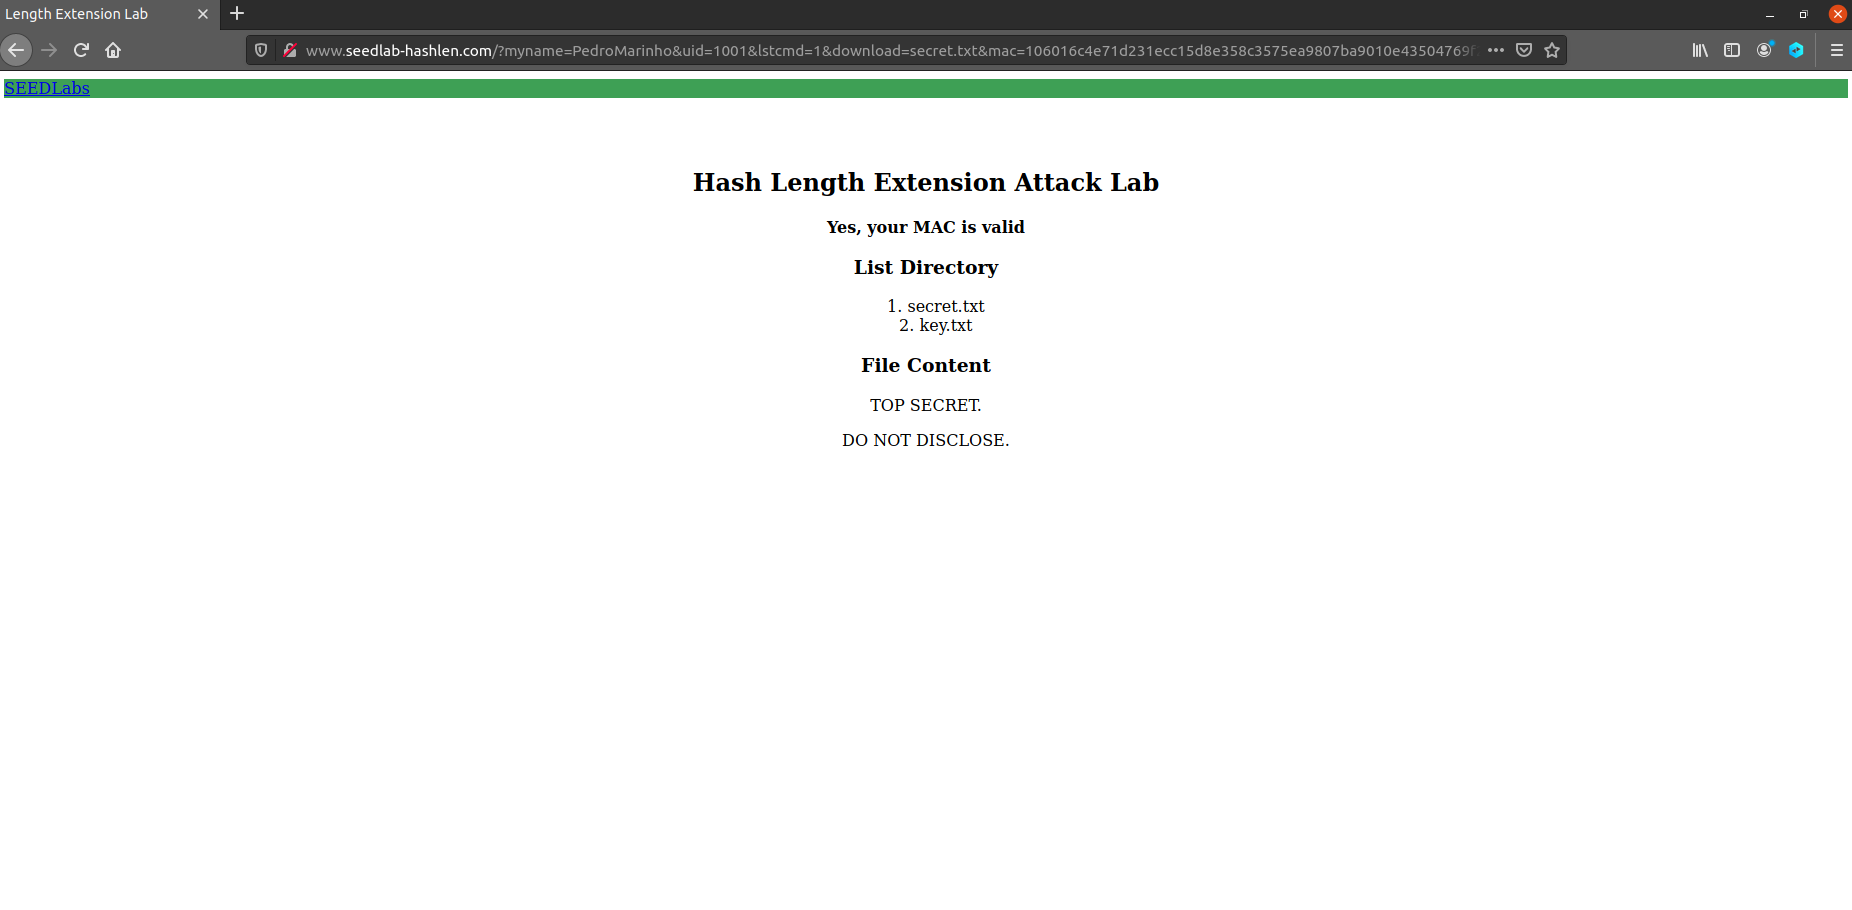 Length Extension Lab
www.seedlab-hashlen.com/?myname=PedroMarinho&uid=1001&lstcmd=1&download=secret.txt&mac=106016c4e71d231ecc15d8e358c3575ea9807ba9010e43504769f
SEEDLabs
Hash Length Extension Attack Lab
Yes, your MAC is valid
List Directory
1. secret.txt
2. key.txt
File Content
TOP SECRET.
DO NOT DISCLOSE.